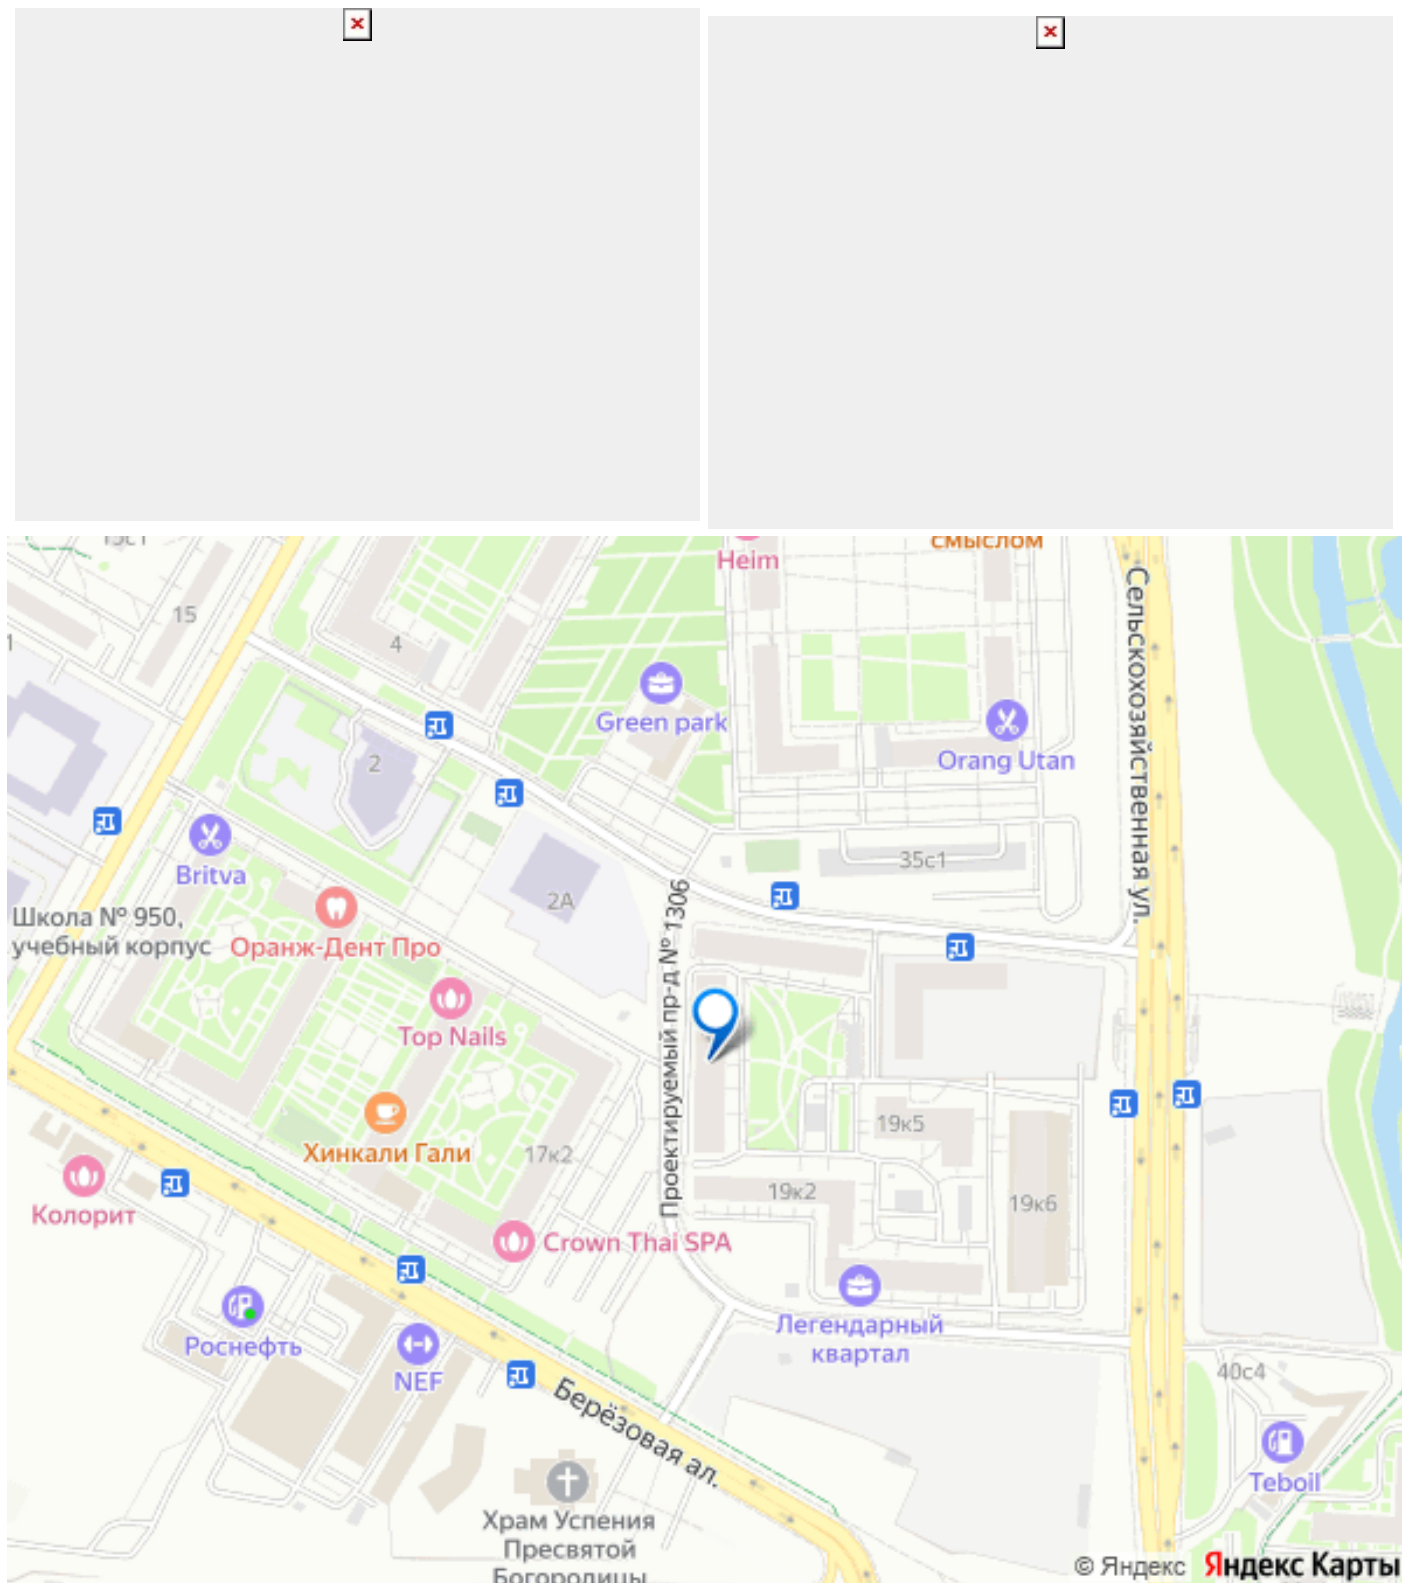 Heim
смыслом
15
4
Сельскохозяйственная ул.
Green park
Orang Utan
2
Britva
35с1
2А
Школа № 950,
учебный корпус
Оранж-Дент Про
Проектируемый пр-д № 1306
Top Nails
Хинкали Гали
17к2
19к5
19к2
19к6
Колорит
Crown Thai SPA
Роснефть
NEF
Легендарный
квартал
40с4
Берёзовая ал.
Teboil
Храм Успения
Пресвятой
Богородицы
© Яндекс Яндекс Карты